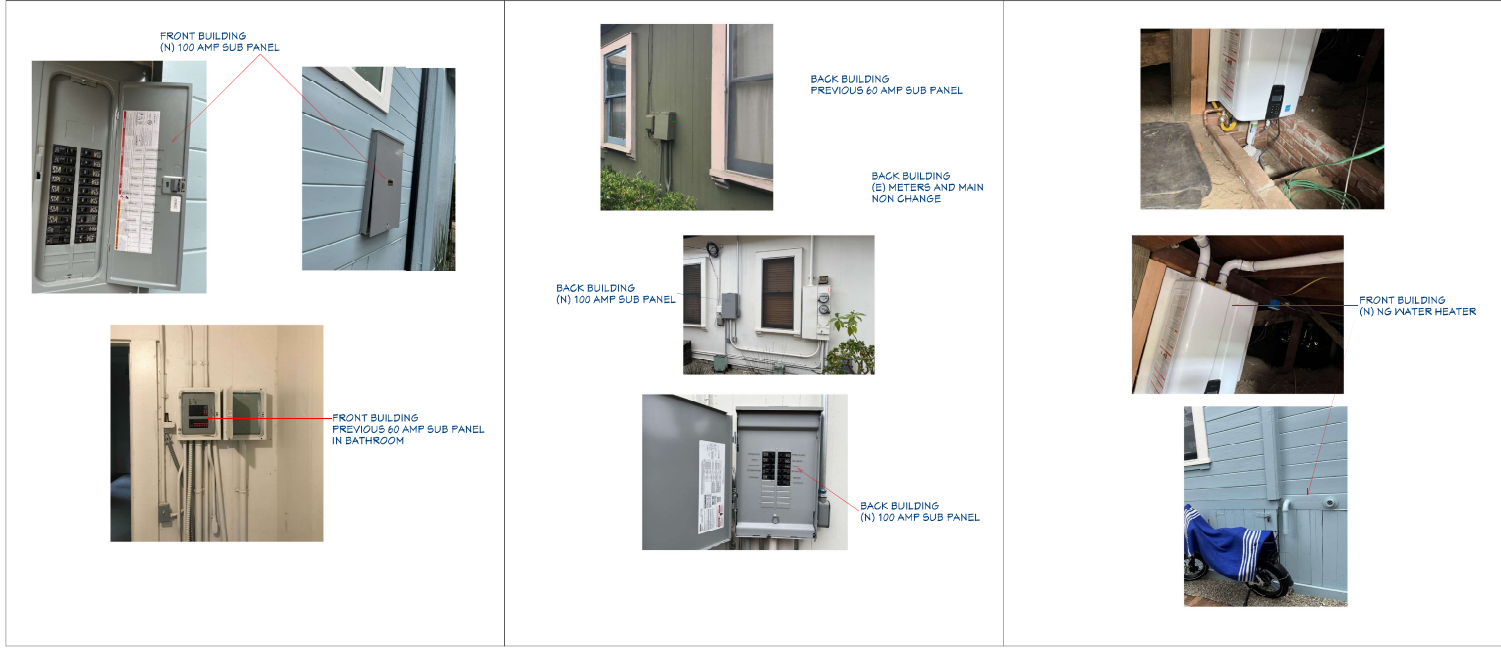 FRONT BUILDING
(N) 100 AMP SUB PANEL
FRONT BUILDING
PREVIOUS 60 AMP SUB PANEL
IN BATHROOM
BACK BUILDING
PREVIOUS 60 AMP SUB PANEL
BACK BUILDING
(E) METERS AND MAIN
NON CHANGE
BACK BUILDING
(N) 100 AMP SUB PANEL
BACK BUILDING
(N) 100 AMP SUB PANEL
FRONT BUILDING
(N) NG WATER HEATER